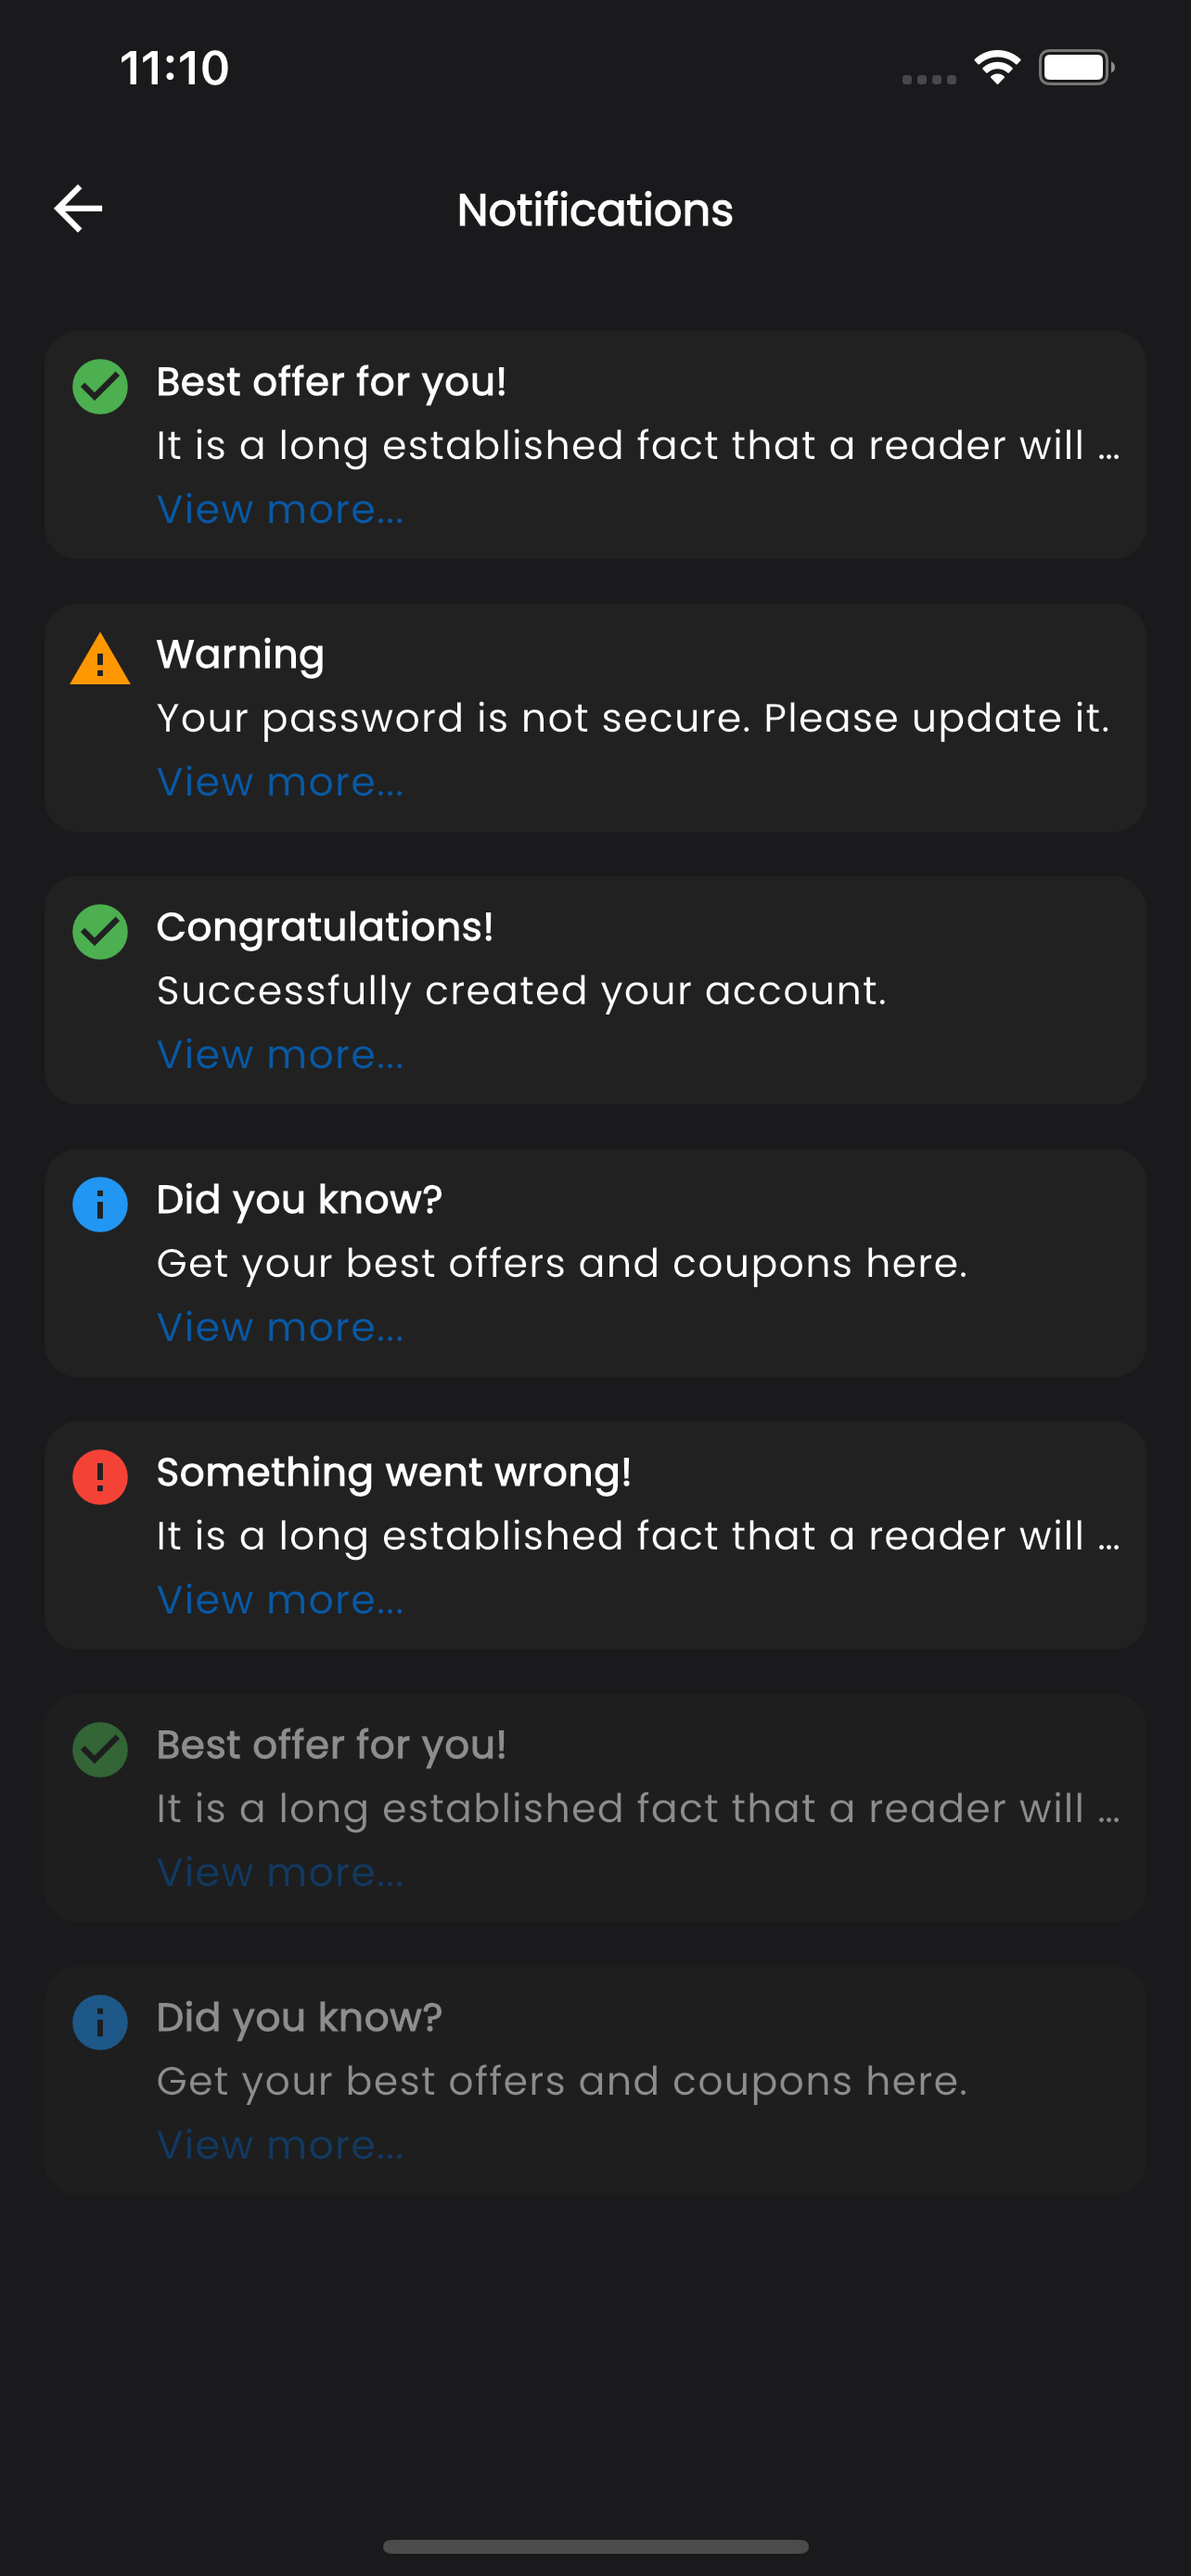 11:10
Notifications
Best offer for you!
It is a long established fact that a reader will ...
View more...
Warning
Your password is not secure. Please update it.
View more...
Congratulations!
Successfully created your account.
View more...
Did you know?
Get your best offers and coupons here.
View more...
Something went wrong!
It is a long established fact that a reader will ...
View more...
Best offer for you!
It is a long established fact that a reader will ...
View more...
Did you know?
Get your best offers and coupons here.
View more...